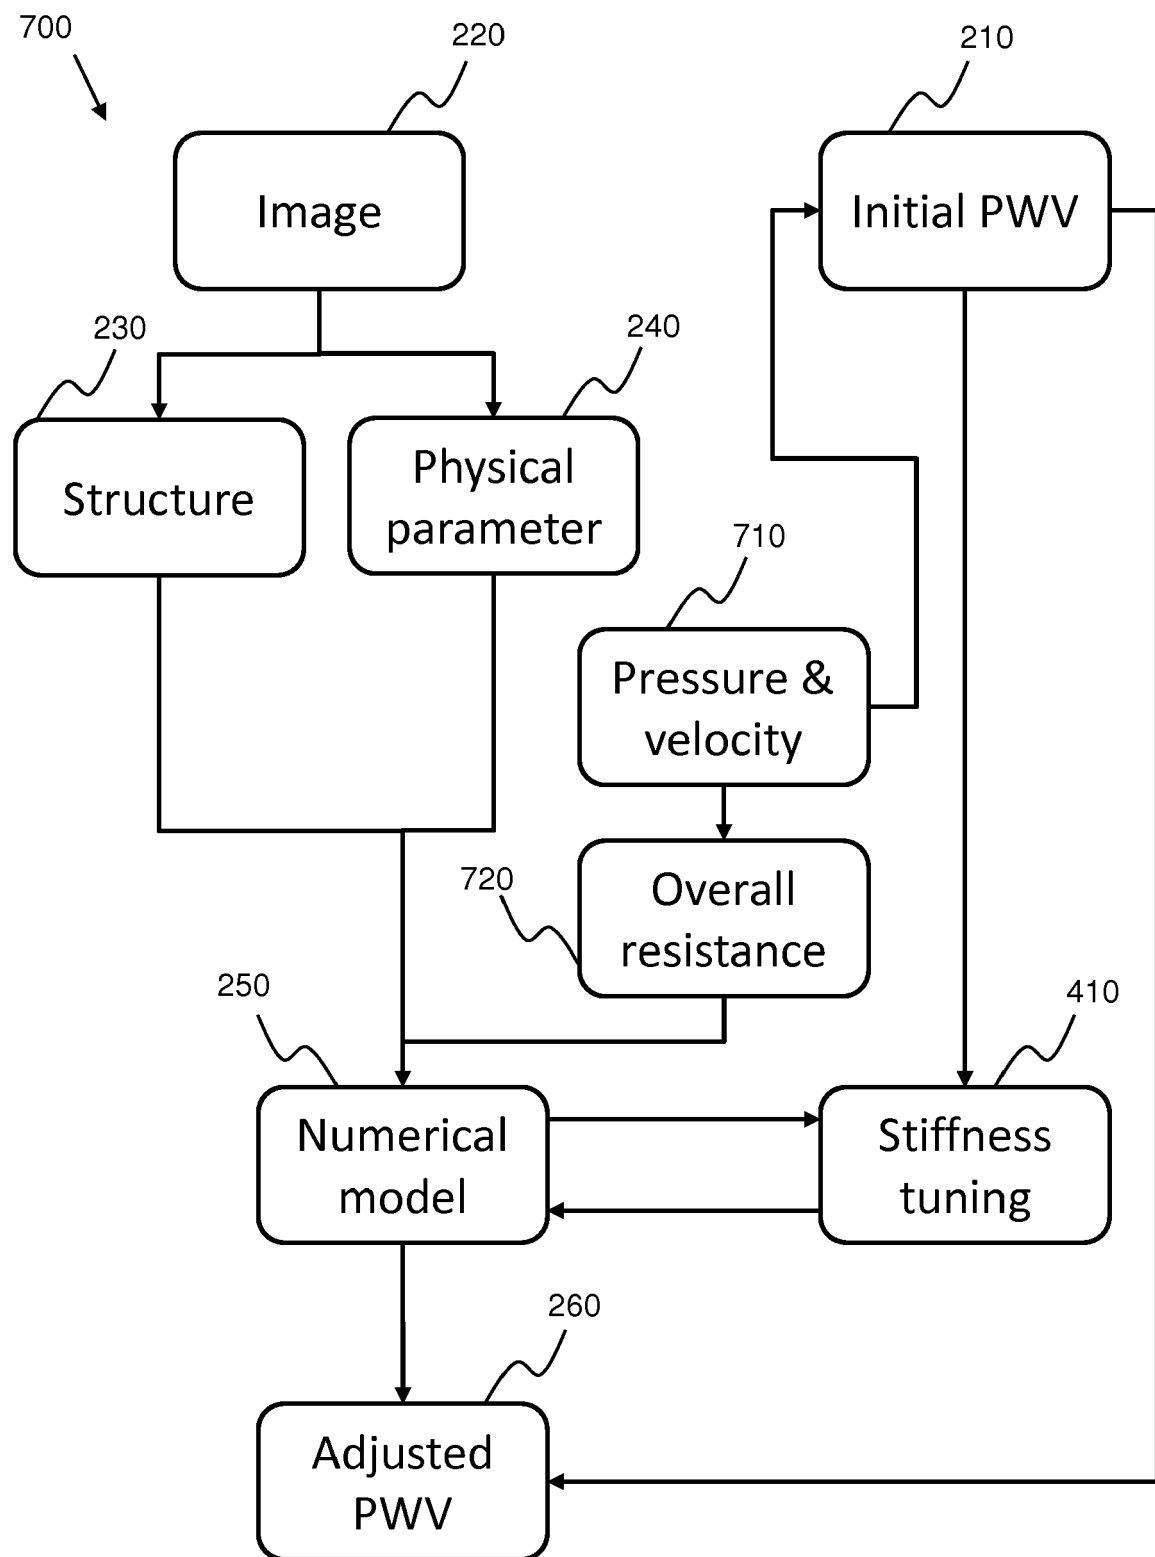 700
220
210
Image
Initial PWV
230
240
Structure
Physical
parameter
710
Pressure &
velocity
720
Overall
resistance
250
410
Numerical
model
Stiffness
tuning
260
Adjusted
PWV